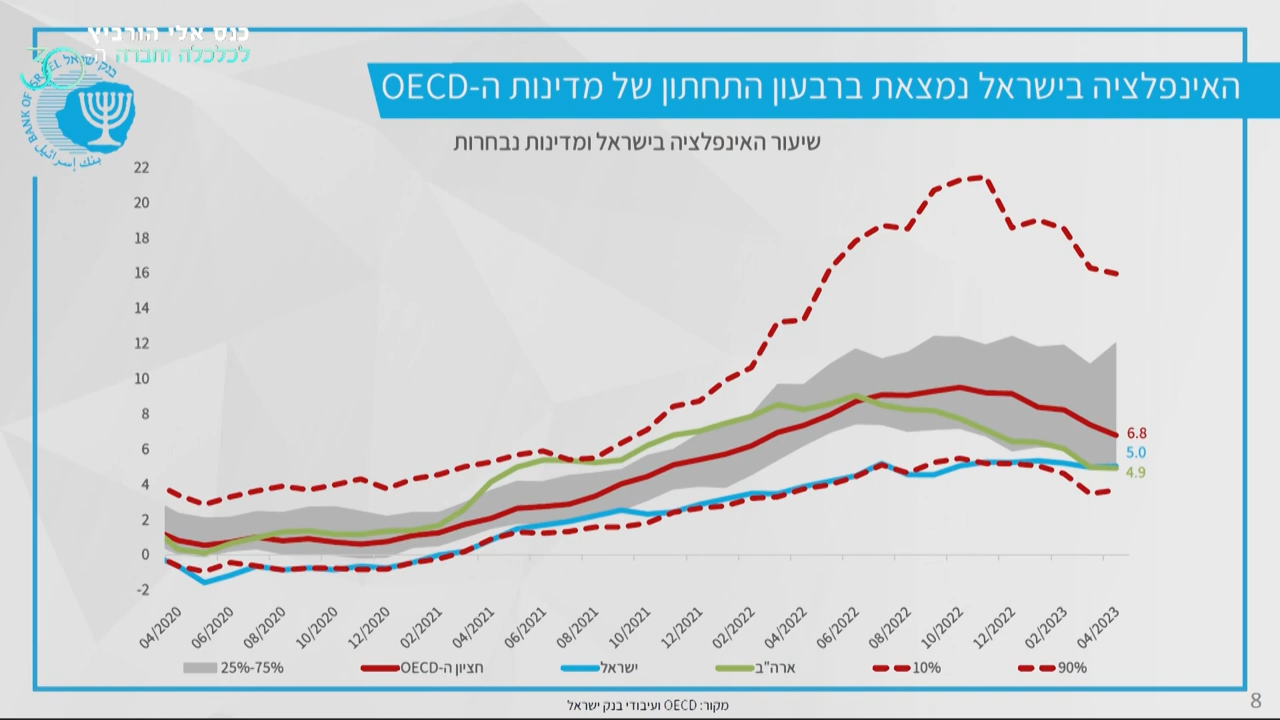 כנס אלי הורביץ
לכלכלה וחברה ה
30
בנק ישראל
BANK OF ISRAEL
بنك إسرائيل
האינפלציה בישראל נמצאת ברבעון התחתון של מדינות ה-OECD
שיעור האינפלציה בישראל ומדינות נבחרות
22
20
18
16
14
12
10
8
6
4
2
0
-2
6.8
5.0
4.9
04/2020 06/2020 08/2020 10/2020 12/2020 02/2021 04/2021 06/2021 08/2021 10/2021 12/2021 02/2022 04/2022 06/2022 08/2022 10/2022 12/2022 02/2023 04/2023
25%-75% חציון ה-OECD ישראל ארה"ב 10% 90%
מקור: OECD ועיבודי בנק ישראל
8